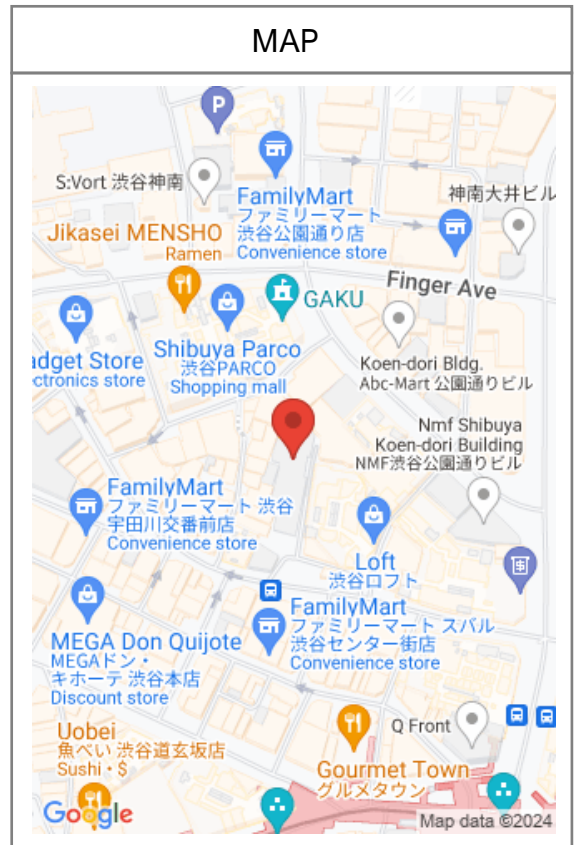 MAP
P
S:Vort 渋谷神南
FamilyMart
ファミリーマート
渋谷公園通り店
Convenience store
神南大井ビル
Jikasei MENSHO
Ramen
Finger Ave
GAKU
adget Store
ectronics store
Shibuya Parco
渋谷PARCO
Shopping mall
Koen-dori Bldg.
Abc-Mart 公園通りビル
Nmf Shibuya
Koen-dori Building
NMF渋谷公園通りビル
FamilyMart
ファミリーマート 渋谷
宇田川交番前店
Convenience store
Loft
渋谷ロフト
FamilyMart
ファミリーマート スバル
渋谷センター街店
Convenience store
MEGA Don Quijote
MEGAドン・
キホーテ 渋谷本店
Discount store
Q Front
Uobei
魚べい 渋谷道玄坂店
Sushi・$
Gourmet Town
グルメタウン
Google
Map data ©2024